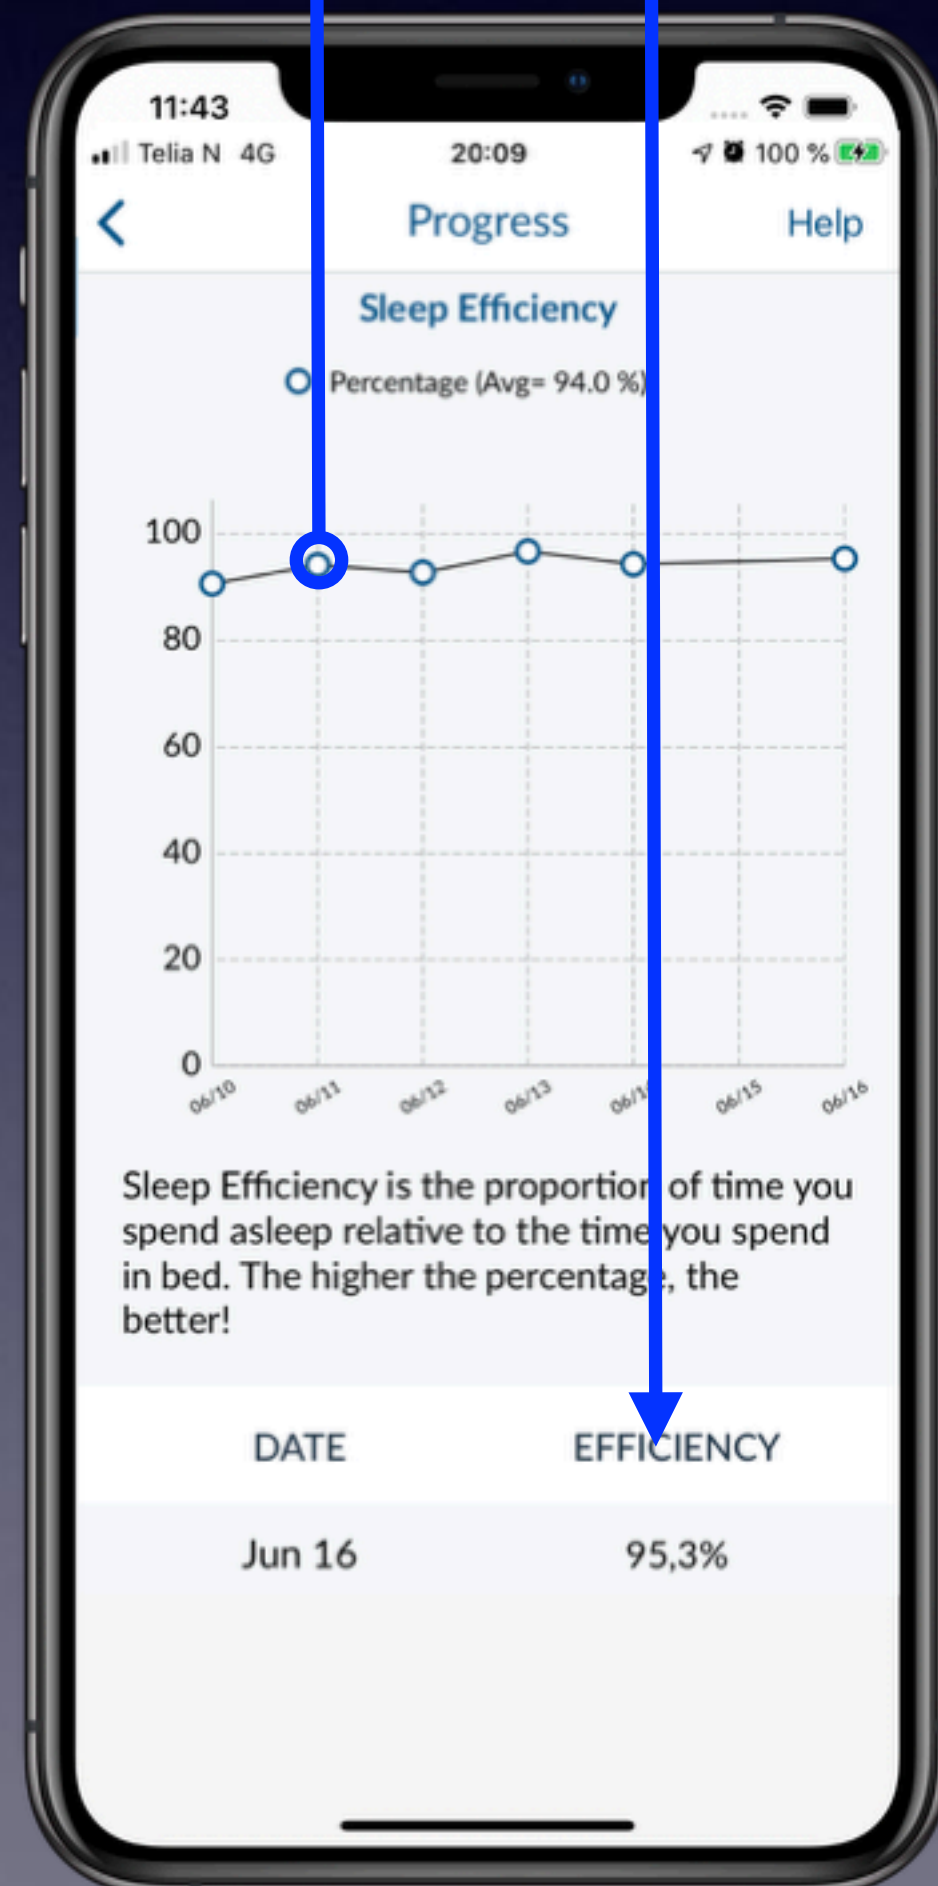 11:43
Telia N 4G 20:09 100 %
Progress Help
Sleep Efficiency
Percentage (Avg= 94.0 %)
100
80
60
40
20
0
06/10 06/11 06/12 06/13 06/15 06/16
Sleep Efficiency is the proportion of time you
spend asleep relative to the time you spend
in bed. The higher the percentage, the
better!
DATE EFFICIENCY
Jun 16 95,3%